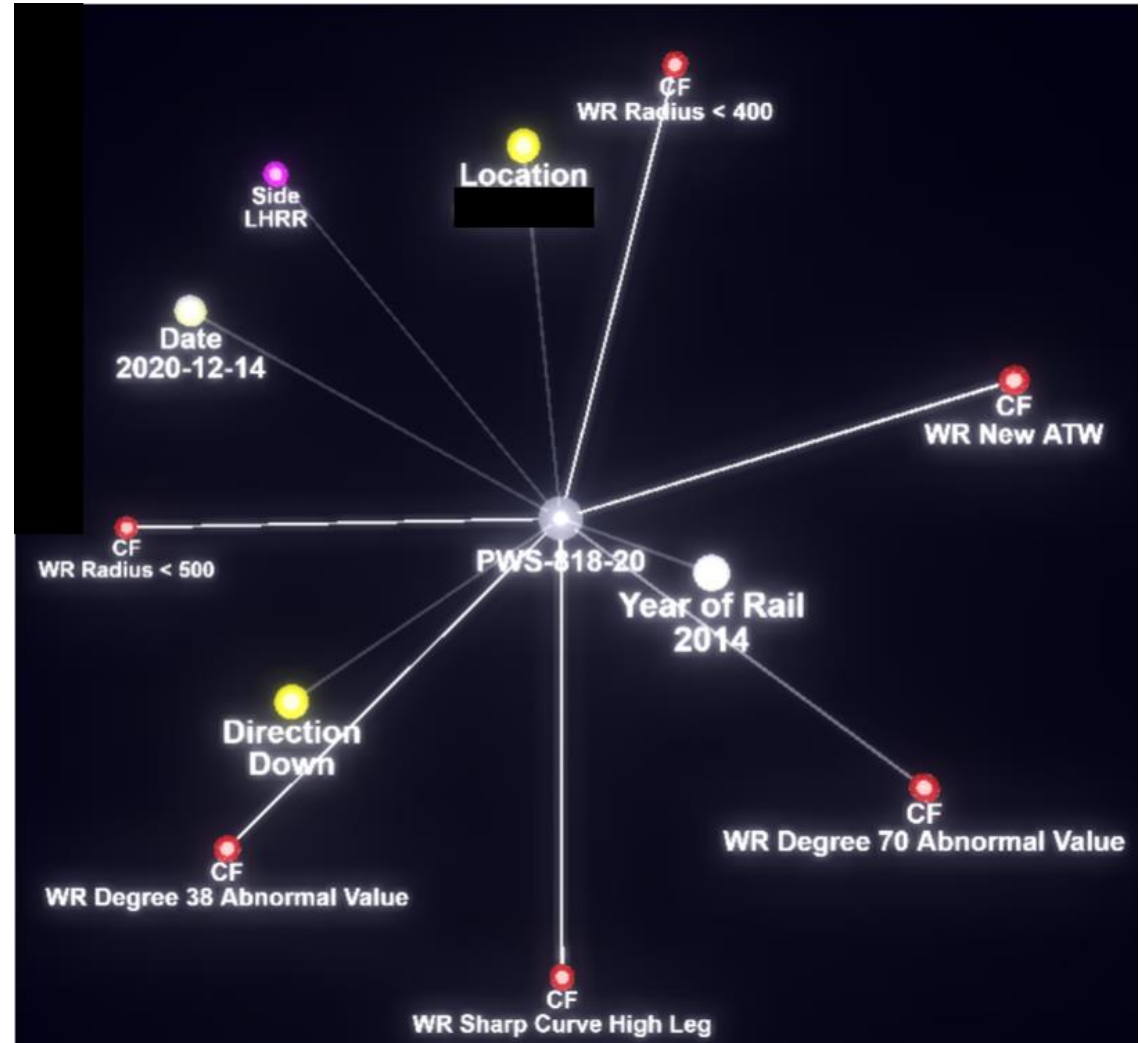 CF
WR Radius < 400
Location
Side
LHRR
Date
2020-12-14
CF
WR New ATW
CF
WR Radius < 500
PWS-818-20
Year of Rail
2014
Direction
Down
CF
WR Degree 70 Abnormal Value
CF
WR Degree 38 Abnormal Value
CF
WR Sharp Curve High Leg